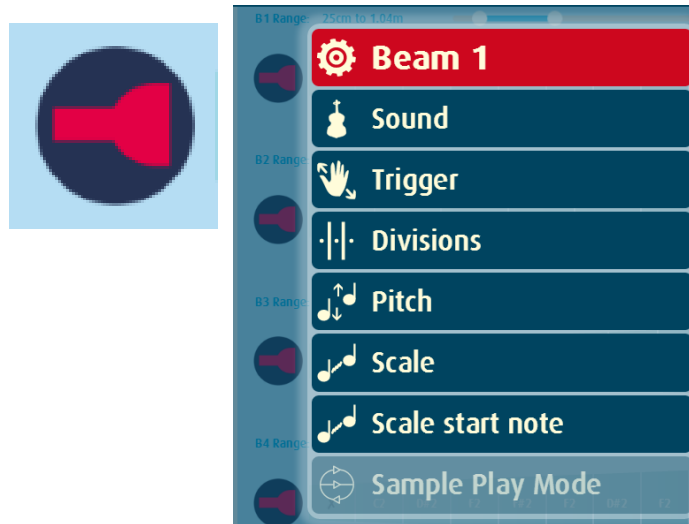 B1 Range: 25cm to 1.04m
Beam 1
Sound
B2 Range
Trigger
Divisions
B3 Range
Pitch
Scale
Scale start note
B4 Range
Sample Play Mode